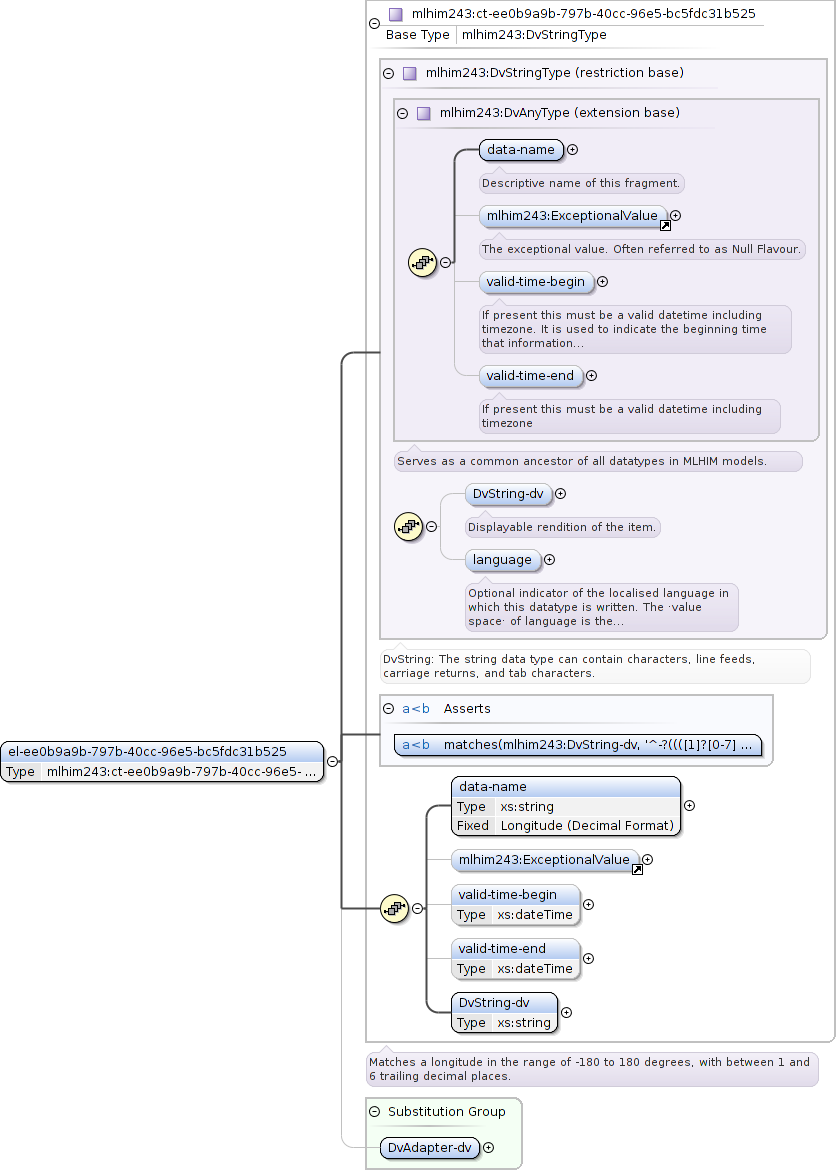 mlhim243:ct-ee0b9a9b-797b-40cc-96e5-bc5fdc31b525
Base Type mlhim243:DvStringType
mlhim243:DvStringType (restriction base)
mlhim243:DvAnyType (extension base)
data-name
Descriptive name of this fragment.
mlhim243:ExceptionalValue
The exceptional value. Often referred to as Null Flavour.
valid-time-begin
If present this must be a valid datetime including
timezone. It is used to indicate the beginning time
that information...
valid-time-end
If present this must be a valid datetime including
timezone
Serves as a common ancestor of all datatypes in MLHIM models.
DvString-dv
Displayable rendition of the item.
language
Optional indicator of the localised language in
which this datatype is written. The ·value
space· of language is the...
DvString: The string data type can contain characters, line feeds,
carriage returns, and tab characters.
a<b Asserts
a<b matches(mlhim243:DvString-dv, '^-?((([1]?[0-7] ...
el-ee0b9a9b-797b-40cc-96e5-bc5fdc31b525
Type mlhim243:ct-ee0b9a9b-797b-40cc-96e5- ...
data-name
Type xs:string
Fixed Longitude (Decimal Format)
mlhim243:ExceptionalValue
valid-time-begin
Type xs:dateTime
valid-time-end
Type xs:dateTime
DvString-dv
Type xs:string
Matches a longitude in the range of -180 to 180 degrees, with between 1 and
6 trailing decimal places.
Substitution Group
DvAdapter-dv